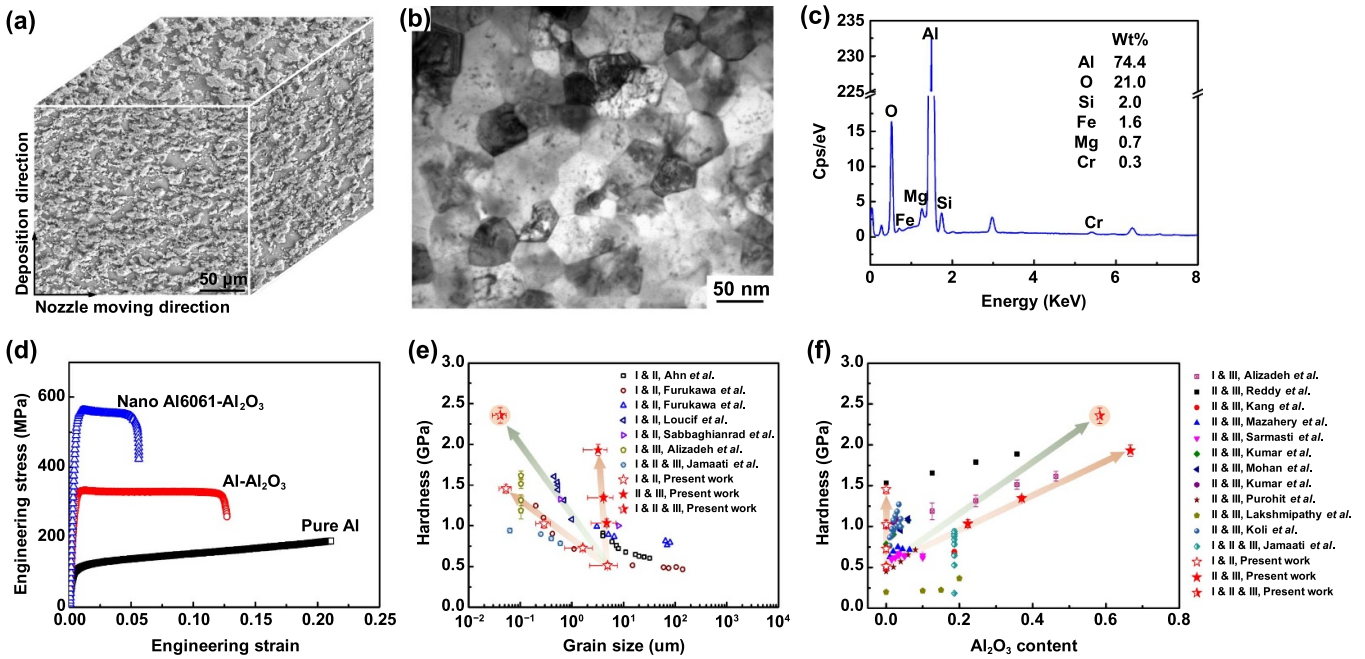 (a)
Deposition direction
50 µm
Nozzle moving direction
(b)
50 nm
(c)
Cps/eV
235
230
225
15
10
5
0
O
Fe
Mg
Al
Si
Cr
Wt%
Al 74.4
O 21.0
Si 2.0
Fe 1.6
Mg 0.7
Cr 0.3
0 2 4 6 8
Energy (KeV)
(d)
Engineering stress (MPa)
600
400
200
0
Nano Al6061-Al₂O₃
Al-Al₂O₃
Pure Al
0.00 0.05 0.10 0.15 0.20 0.25
Engineering strain
(e)
Hardness (GPa)
3.0
2.5
2.0
1.5
1.0
0.5
0.0
I & II, Ahn et al.
I & II, Furukawa et al.
I & II, Furukawa et al.
I & II, Loucif et al.
I & II, Sabbaghianrad et al.
I & III, Alizadeh et al.
I & II & III, Jamaati et al.
I & II, Present work
II & III, Present work
I & II & III, Present work
10⁻² 10⁻¹ 10⁰ 10¹ 10² 10³ 10⁴
Grain size (um)
(f)
Hardness (GPa)
3.0
2.5
2.0
1.5
1.0
0.5
0.0
0.0 0.2 0.4 0.6 0.8
Al₂O₃ content
I & III, Alizadeh et al.
II & III, Reddy et al.
II & III, Kang et al.
II & III, Mazahery et al.
II & III, Sarmasti et al.
II & III, Kumar et al.
II & III, Mohan et al.
II & III, Kumar et al.
II & III, Purohit et al.
II & III, Lakshmipathy et al.
II & III, Koli et al.
I & II & III, Jamaati et al.
I & II, Present work
II & III, Present work
I & II & III, Present work